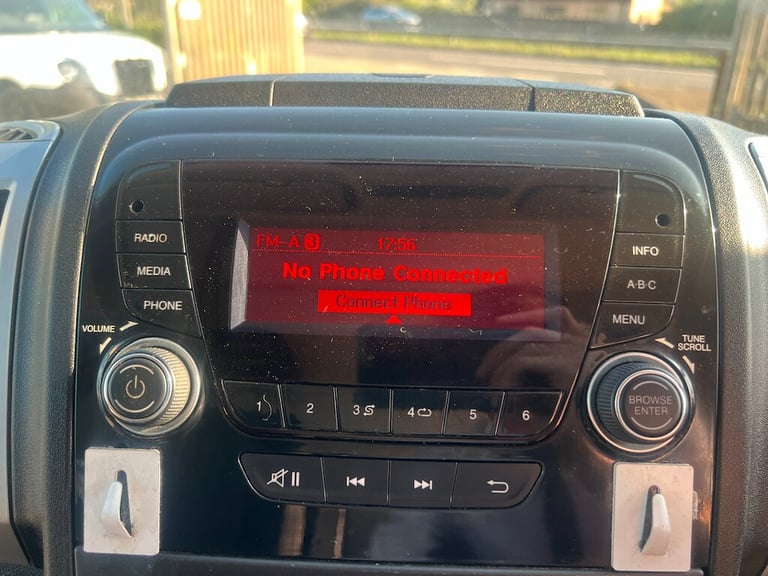 FM-A 3 17:56
No Phone Connected
Connect Phone
RADIO
MEDIA
PHONE
INFO
A·B·C
MENU
VOLUME
TUNE
SCROLL
BROWSE
ENTER
1 2 3 4 5 6